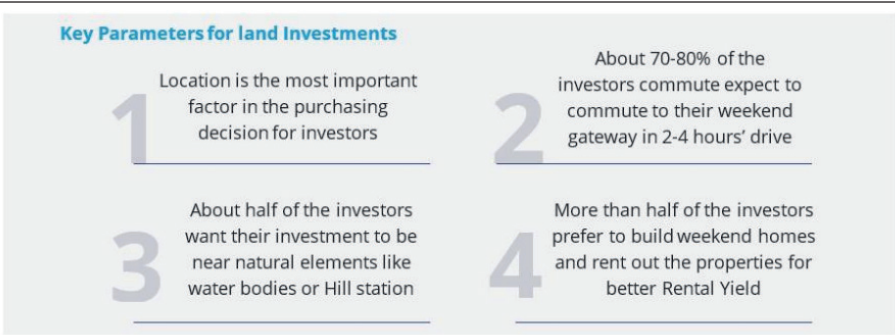 Key Parameters for land Investments
1
Location is the most important
factor in the purchasing
decision for investors
2
About 70-80% of the
investors commute expect to
commute to their weekend
gateway in 2-4 hours’ drive
3
About half of the investors
want their investment to be
near natural elements like
water bodies or Hill station
4
More than half of the investors
prefer to build weekend homes
and rent out the properties for
better Rental Yield